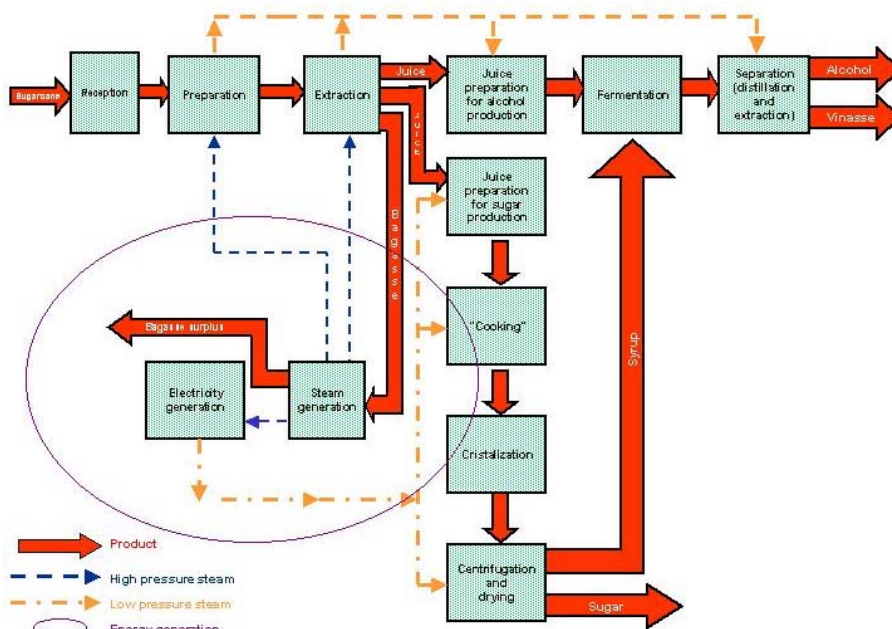 Sugarcane
Reception
Preparation
Extraction
Juice
Juice
preparation
for alcohol
production
Fermentation
Separation
(distillation
and
extraction)
Alcohol
Vinasse
Juice
Juice
preparation
for sugar
production
Bagasse
"Cooking"
Syrup
Bagasse surplus
Electricity
generation
Steam
generation
Cristalization
Centrifugation
and
drying
Sugar
Product
High pressure steam
Low pressure steam
Energy generation